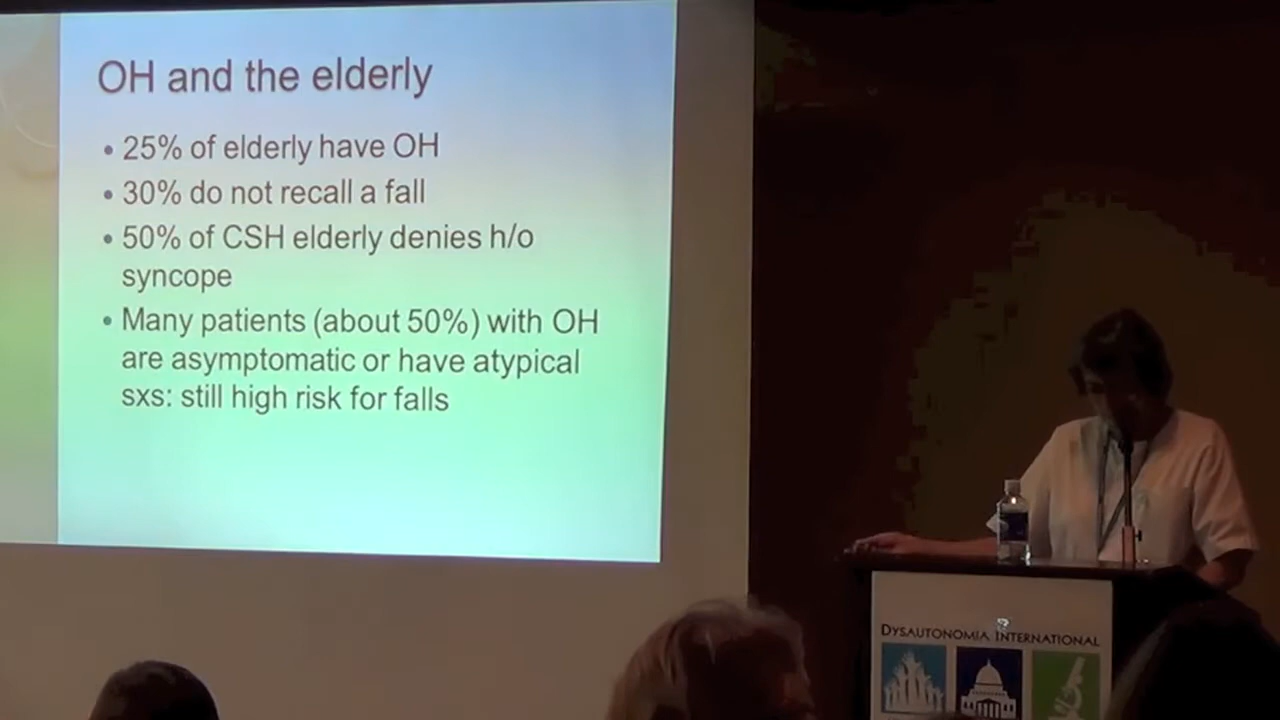 OH and the elderly
• 25% of elderly have OH
• 30% do not recall a fall
• 50% of CSH elderly denies h/o
syncope
• Many patients (about 50%) with OH
are asymptomatic or have atypical
sxs: still high risk for falls
DYSAUTONOMIA INTERNATIONAL